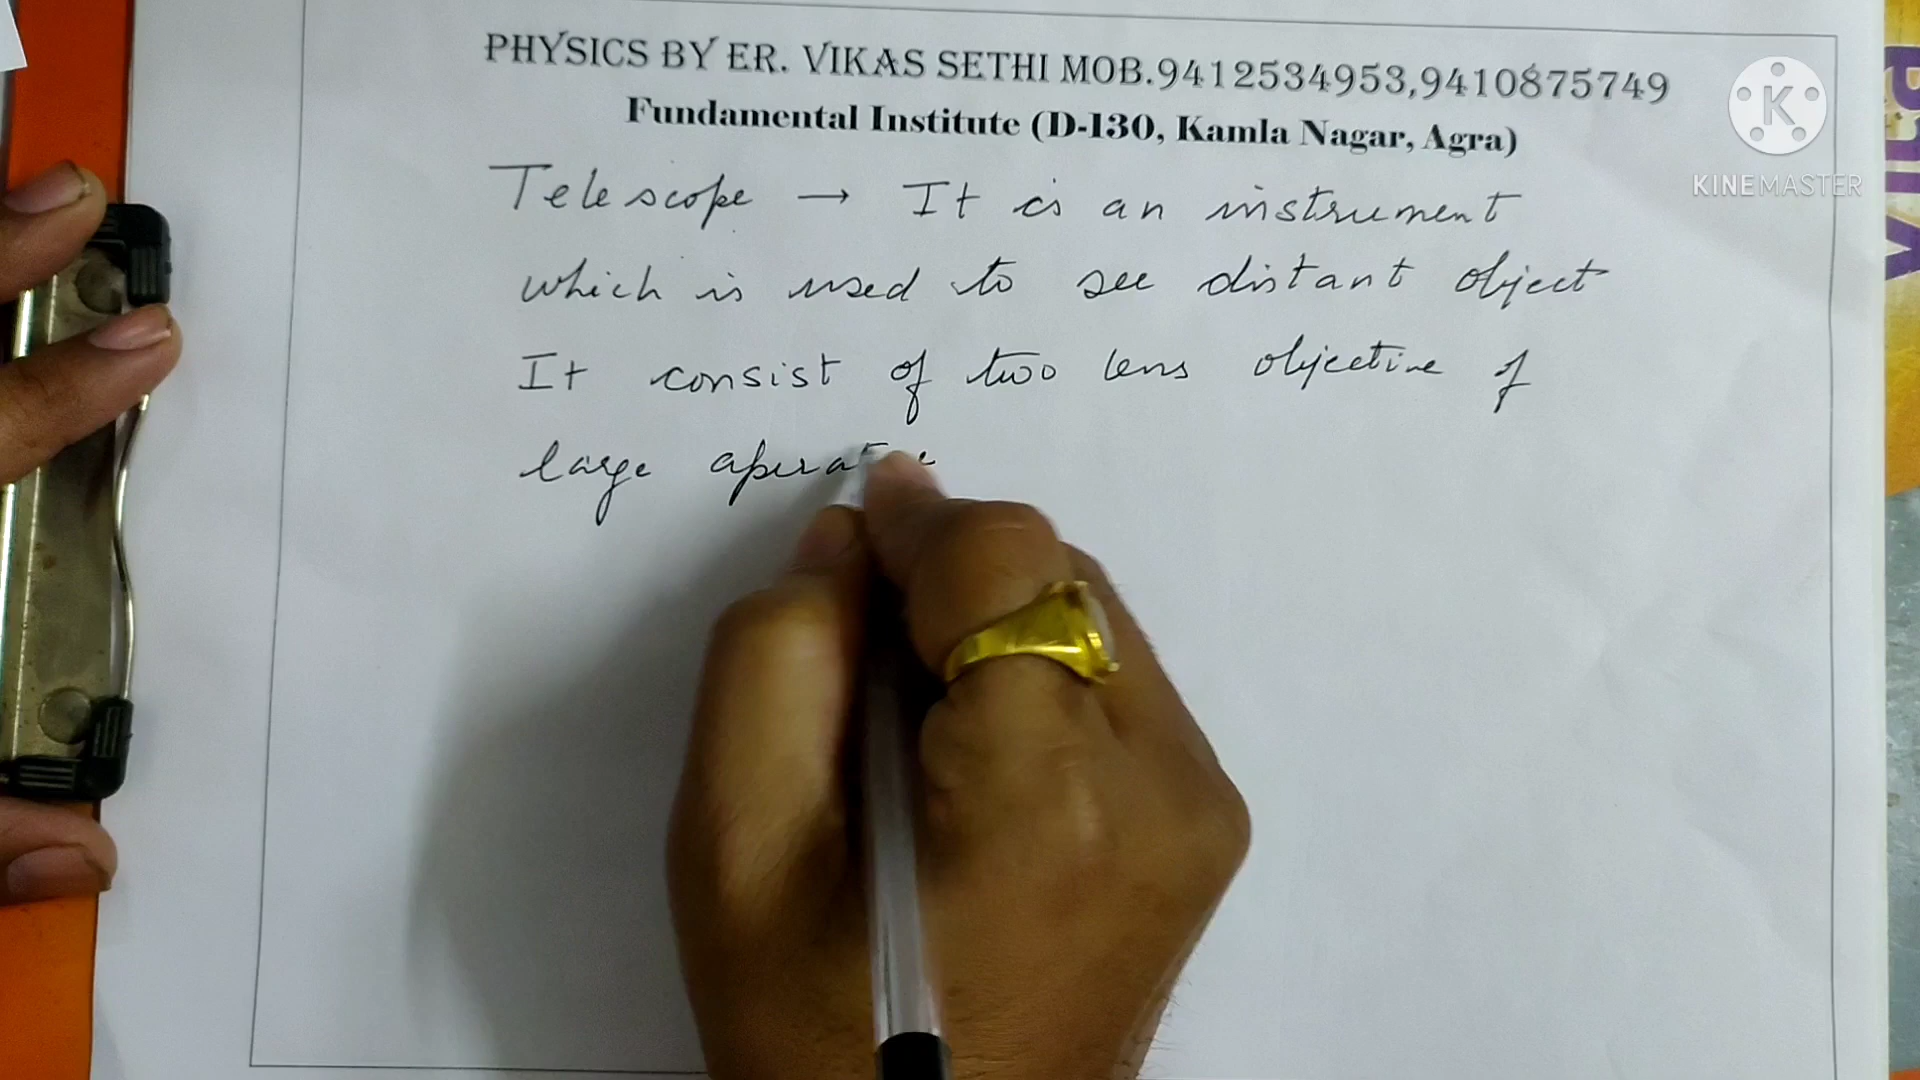 PHYSICS BY ER. VIKAS SETHI MOB.9412534953,9410875749
Fundamental Institute (D-130, Kamla Nagar, Agra)
KINEMASTER
Telescope → It is an instrument
which is used to see distant object
It consist of two lens objective of
large